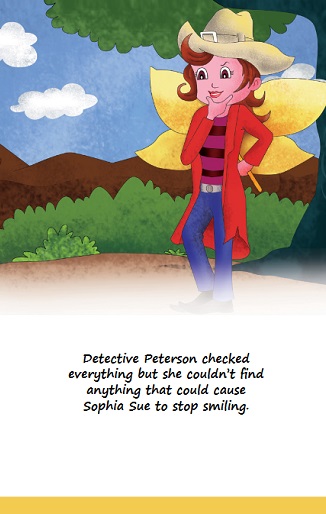 Detective Peterson checked
everything but she couldn't find
anything that could cause
Sophia Sue to stop smiling.